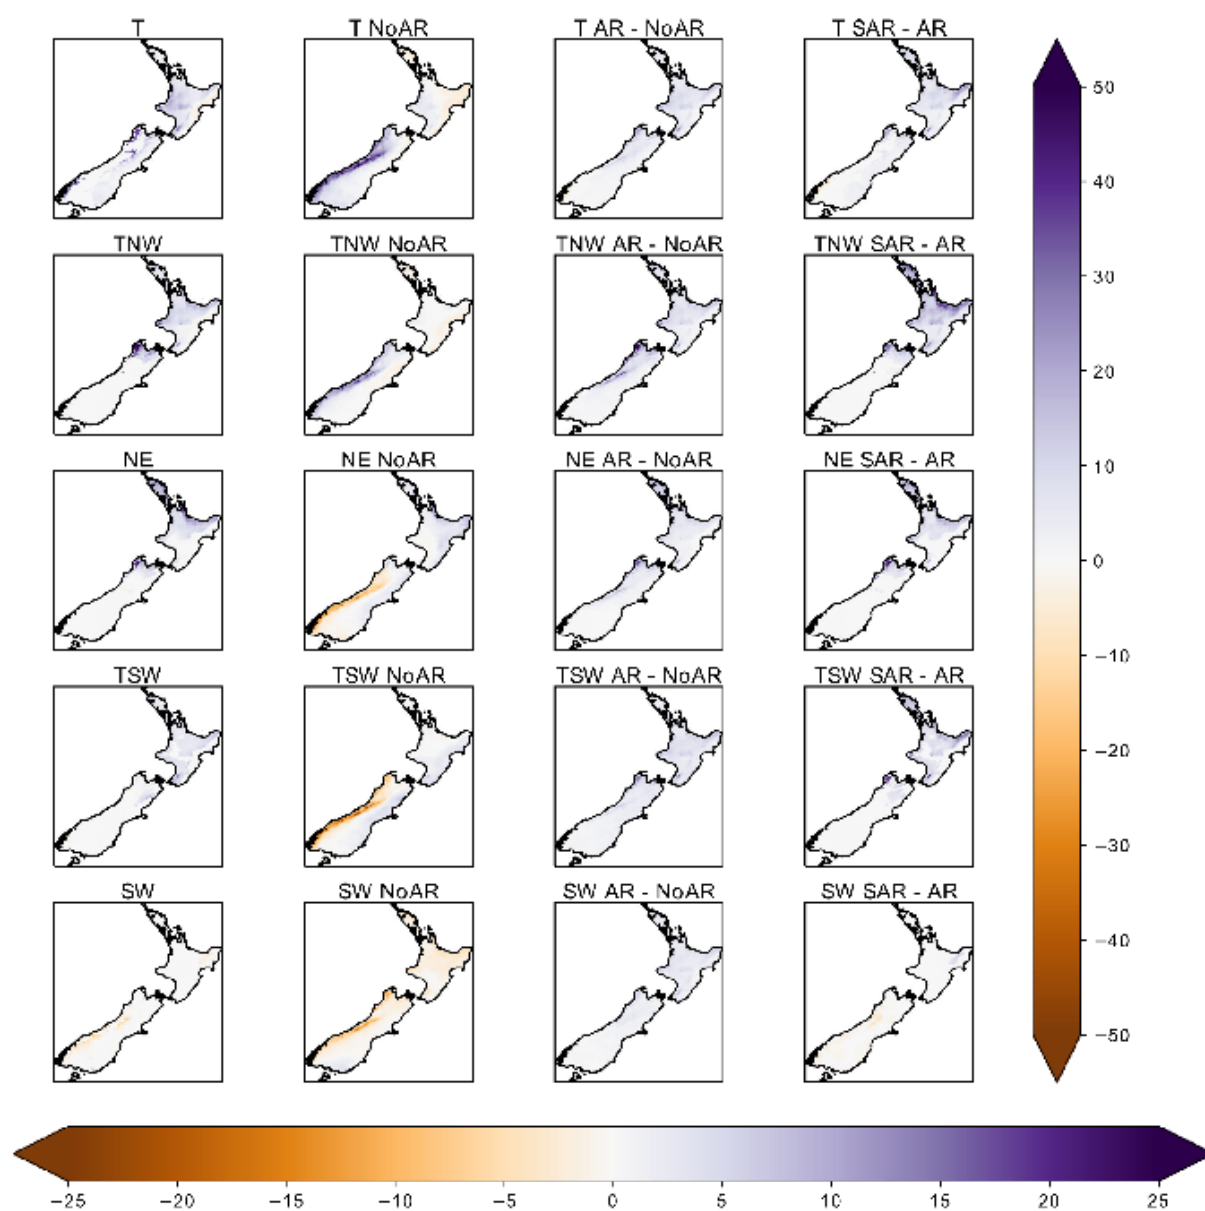 T T NoAR T AR - NoAR T SAR - AR
TNW TNW NoAR TNW AR - NoAR TNW SAR - AR
NE NE NoAR NE AR - NoAR NE SAR - AR
TSW TSW NoAR TSW AR - NoAR TSW SAR - AR
SW SW NoAR SW AR - NoAR SW SAR - AR
50
40
30
20
10
0
−10
−20
−30
−40
−50
−25 −20 −15 −10 −5 0 5 10 15 20 25